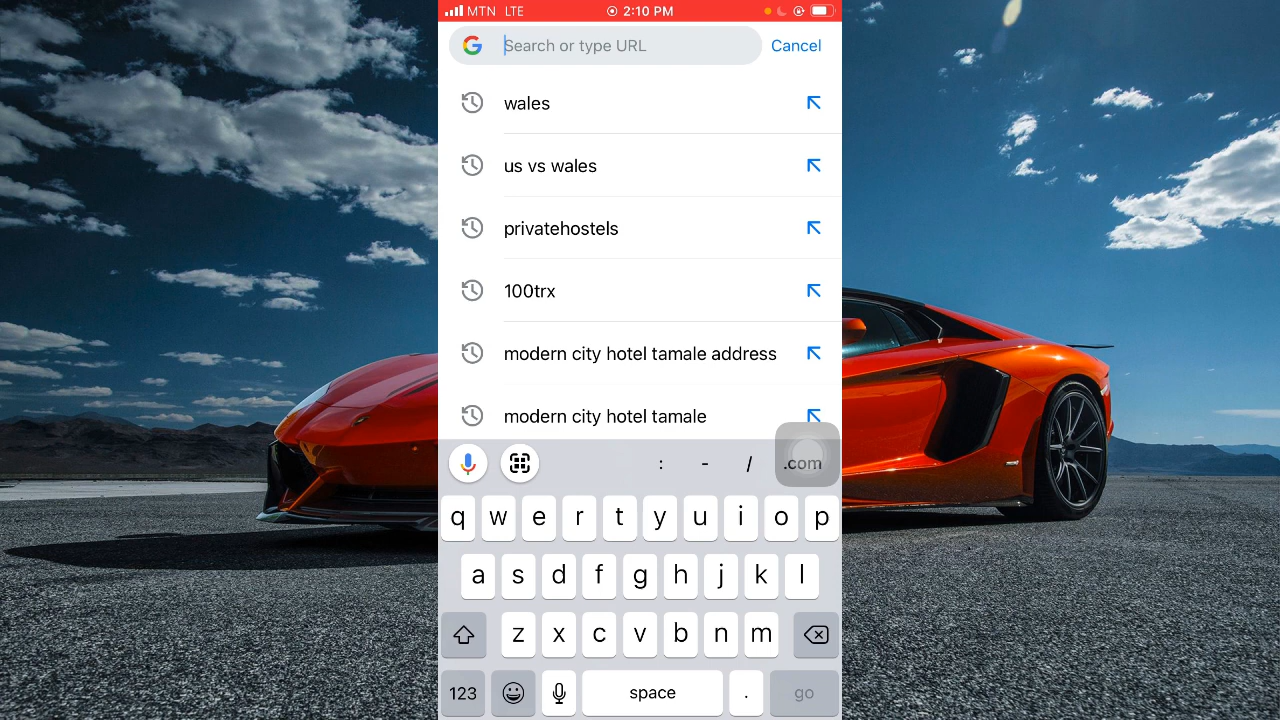 MTN LTE 2:10 PM
Search or type URL Cancel
wales
us vs wales
privatehostels
100trx
modern city hotel tamale address
modern city hotel tamale
: - / .com
q w e r t y u i o p
a s d f g h j k l
z x c v b n m
123 space . go